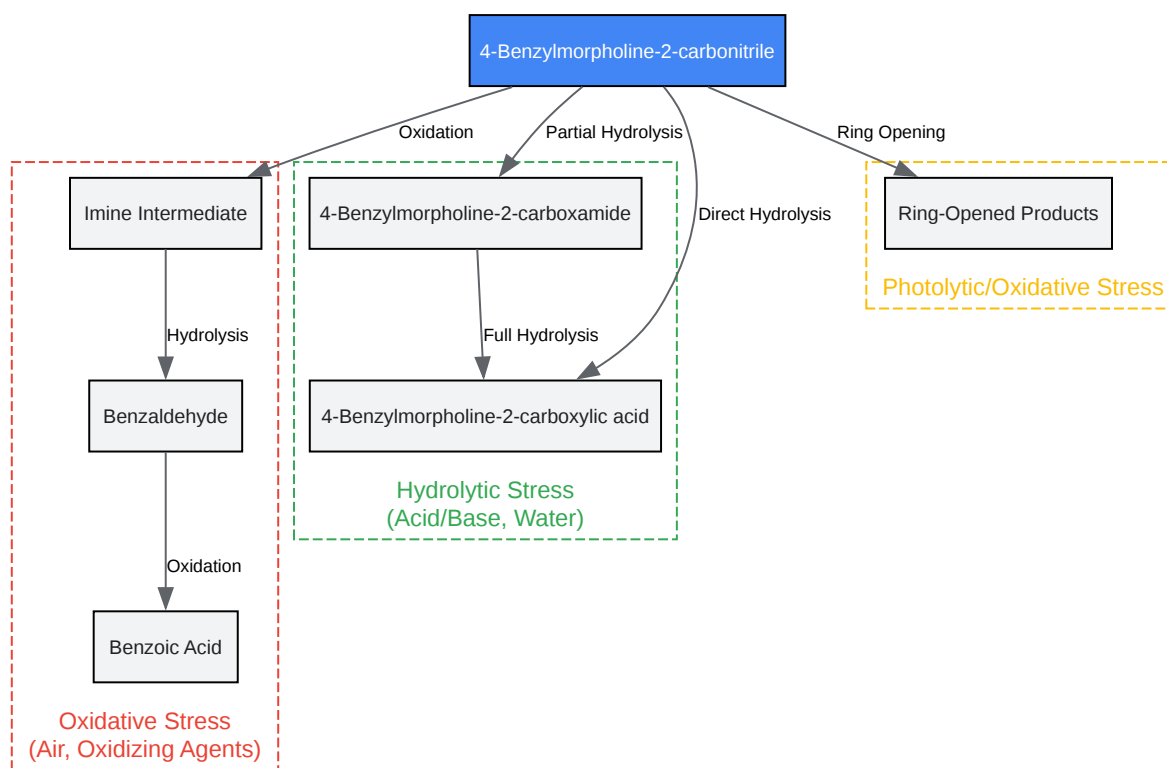 4-Benzylmorpholine-2-carbonitrile
Oxidation
Partial Hydrolysis
Ring Opening
Imine Intermediate
4-Benzylmorpholine-2-carboxamide
Direct Hydrolysis
Ring-Opened Products
Photolytic/Oxidative Stress
Hydrolysis
Full Hydrolysis
Benzaldehyde
4-Benzylmorpholine-2-carboxylic acid
Hydrolytic Stress
(Acid/Base, Water)
Oxidation
Benzoic Acid
Oxidative Stress
(Air, Oxidizing Agents)